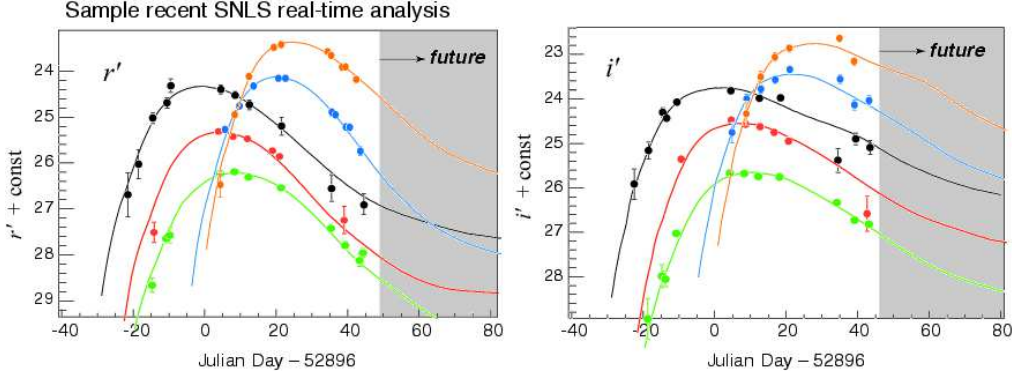 Sample recent SNLS real-time analysis
r' + const
24
25
26
27
28
29
r'
future
-40 -20 0 20 40 60 80
Julian Day – 52896
i' + const
23
24
25
26
27
28
i'
future
-40 -20 0 20 40 60 80
Julian Day – 52896